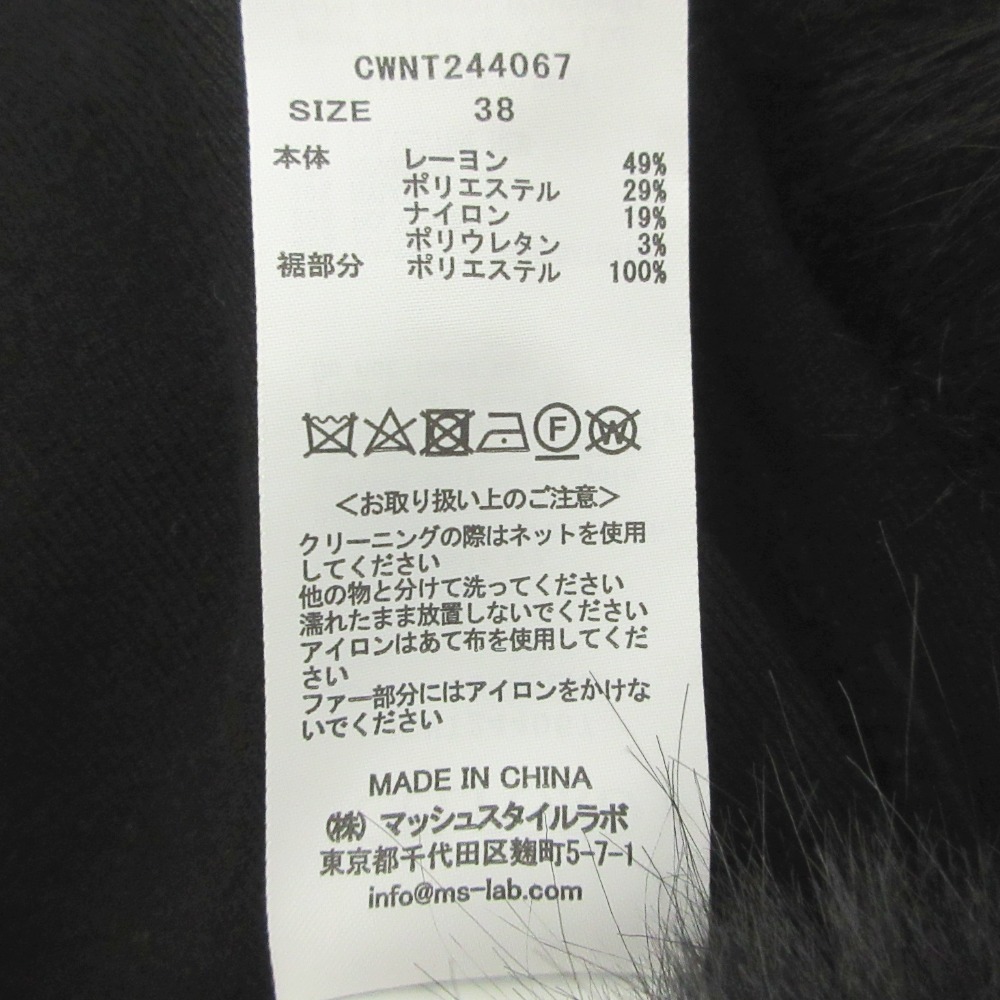 CWNT244067
SIZE 38
本体 レーヨン 49%
ポリエステル 29%
ナイロン 19%
ポリウレタン 3%
裾部分 ポリエステル 100%
F W
<お取り扱い上のご注意>
クリーニングの際はネットを使用
してください
他の物と分けて洗ってください
濡れたまま放置しないでください
アイロンはあて布を使用してくだ
さい
ファー部分にはアイロンをかけな
いでください
MADE IN CHINA
(株)マッシュスタイルラボ
東京都千代田区麹町5-7-1
info@ms-lab.com